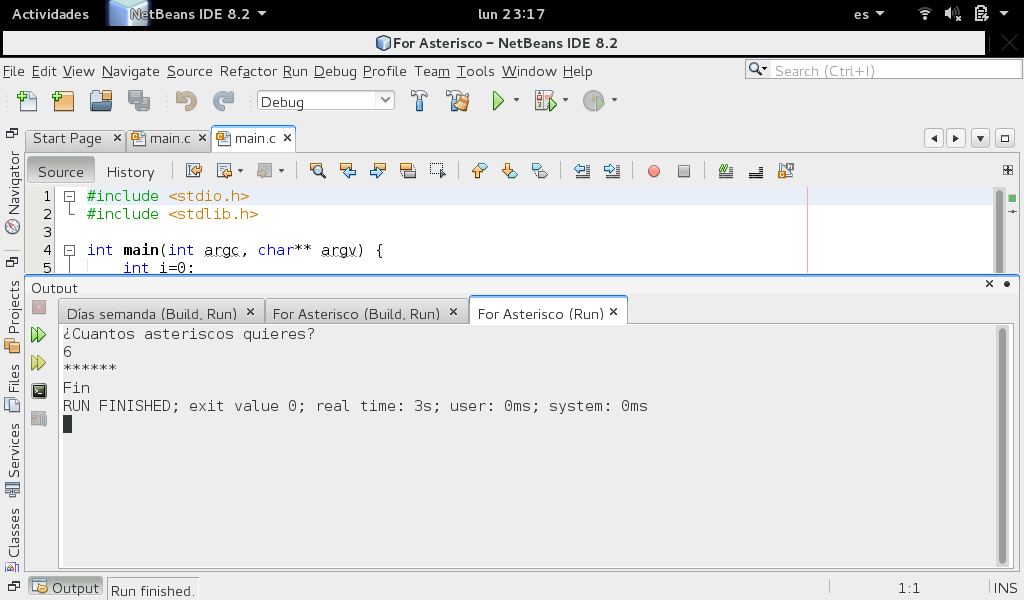 Actividades NetBeans IDE 8.2 lun 23:17 es
For Asterisco – NetBeans IDE 8.2
File Edit View Navigate Source Refactor Run Debug Profile Team Tools Window Help
Search (Ctrl+I)
Debug
Start Page main.c main.c
Navigator
Source History
1 #include <stdio.h>
2 #include <stdlib.h>
3
4 int main(int argc, char** argv) {
5 int i=0;
Output
Projects
Días semanda (Build, Run) For Asterisco (Build, Run) For Asterisco (Run)
¿Cuantos asteriscos quieres?
6
******
Fin
RUN FINISHED; exit value 0; real time: 3s; user: 0ms; system: 0ms
Files
Services
Classes
Output Run finished. 1:1 INS